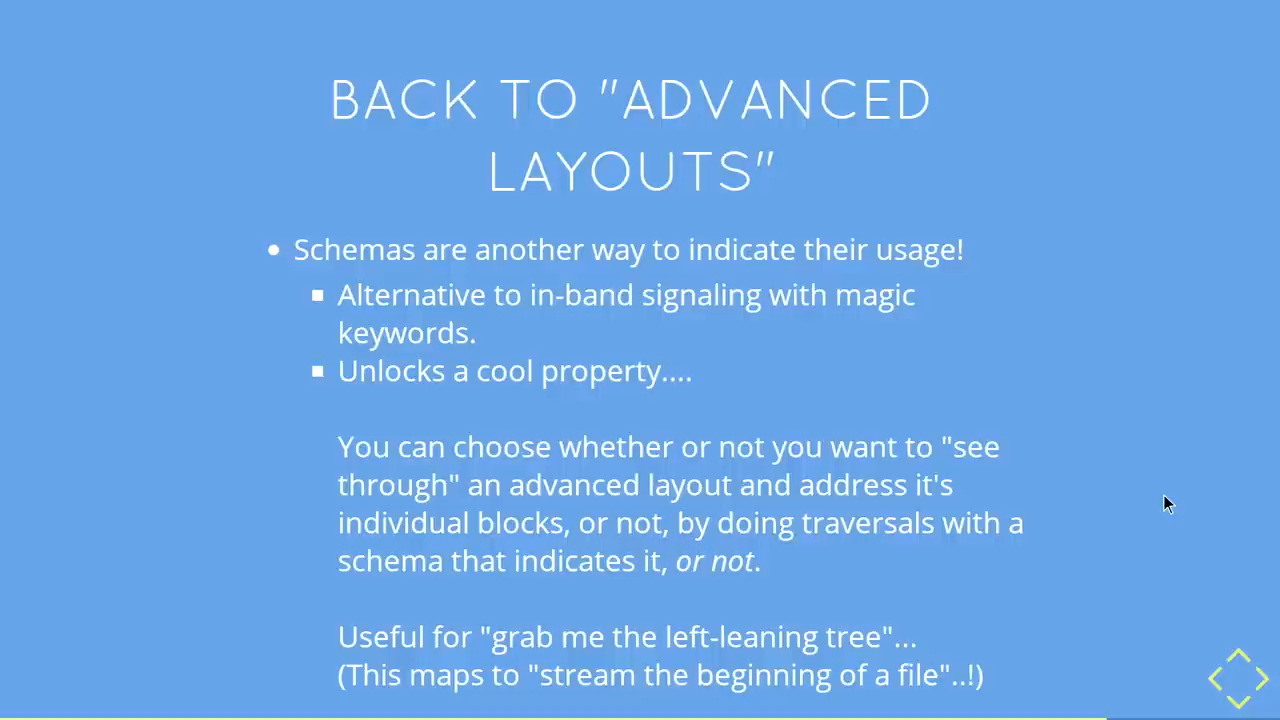 BACK TO "ADVANCED
LAYOUTS"
Schemas are another way to indicate their usage!
Alternative to in-band signaling with magic
keywords.
Unlocks a cool property....
You can choose whether or not you want to "see
through" an advanced layout and address it's
individual blocks, or not, by doing traversals with a
schema that indicates it, or not.
Useful for "grab me the left-leaning tree"...
(This maps to "stream the beginning of a file"..!)